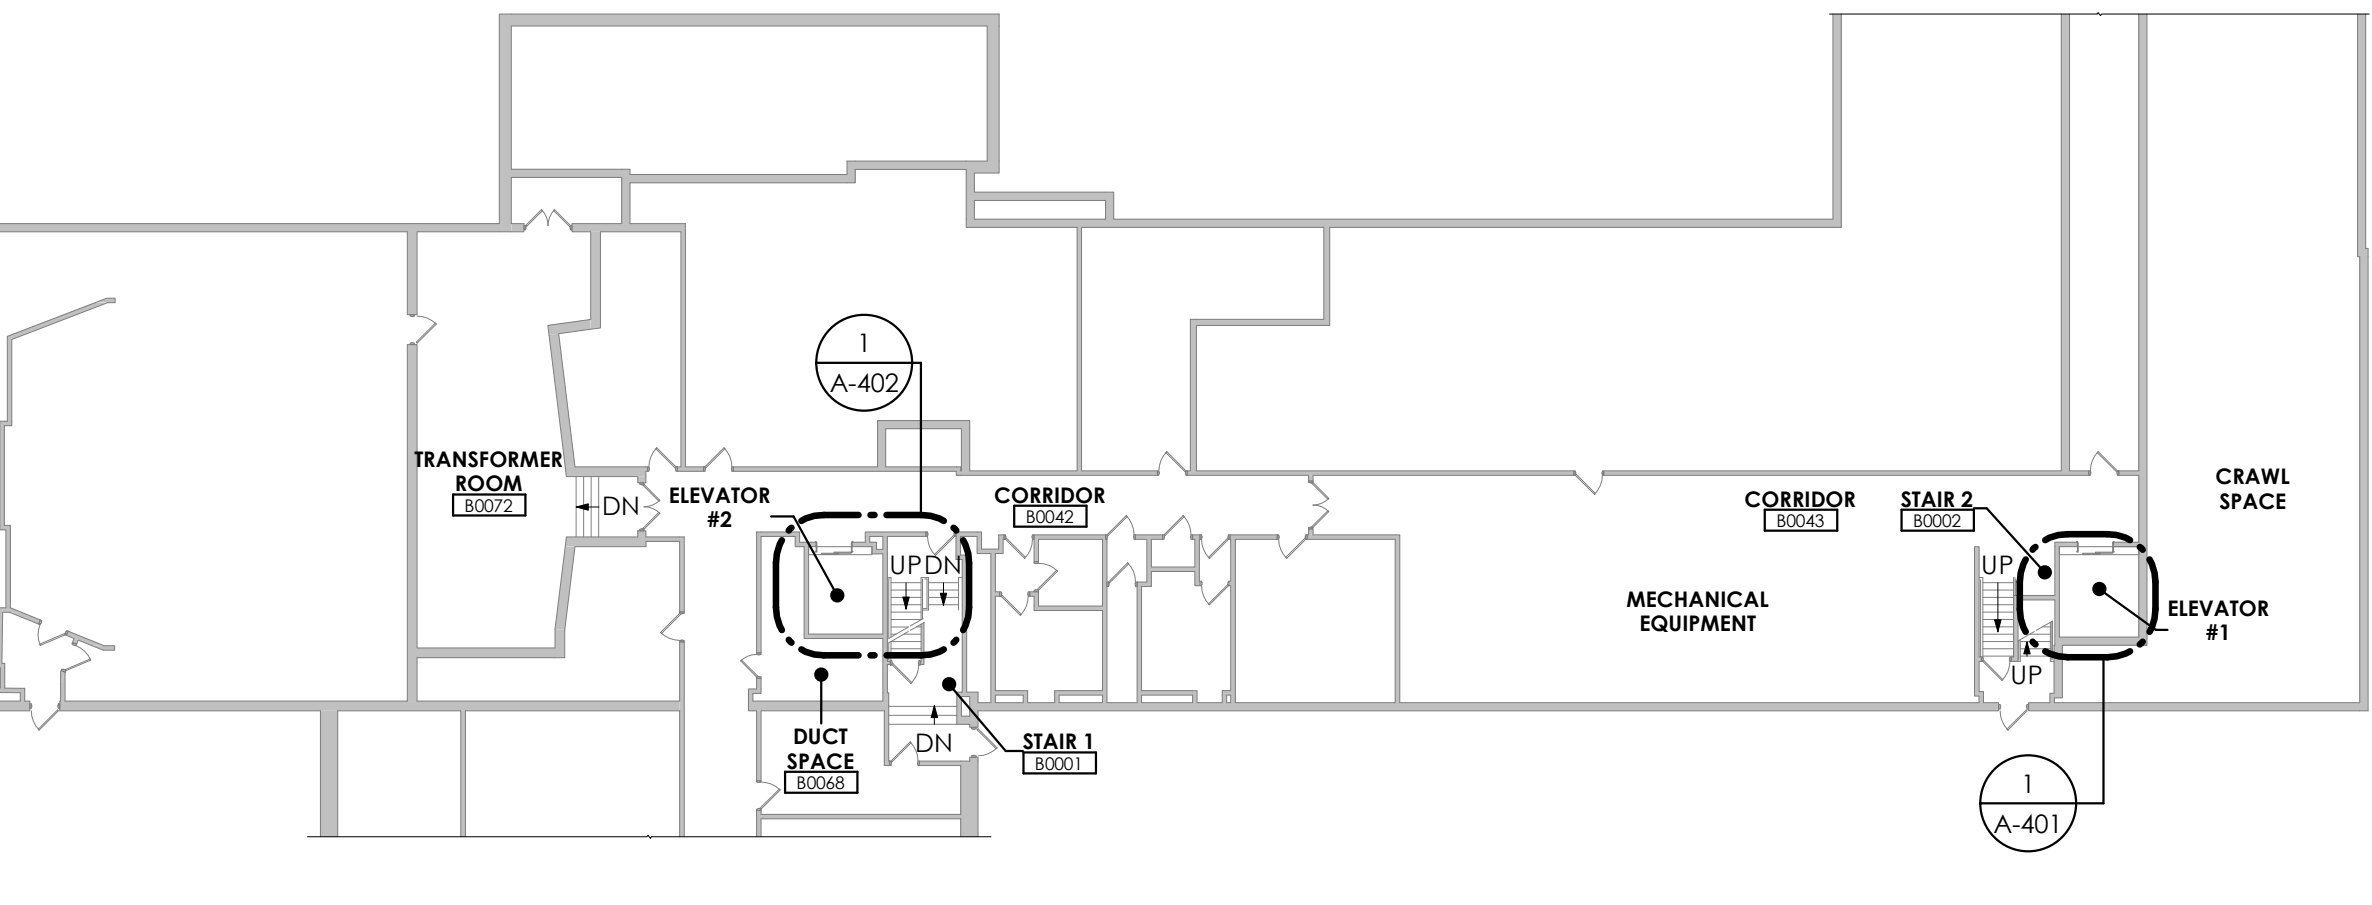 1
A-402
TRANSFORMER
ROOM
B0072
DN
ELEVATOR
#2
CORRIDOR
B0042
CORRIDOR
B0043
STAIR 2
B0002
CRAWL
SPACE
UP
DN
UP
MECHANICAL
EQUIPMENT
ELEVATOR
#1
UP
DUCT
SPACE
B0068
DN
STAIR 1
B0001
1
A-401